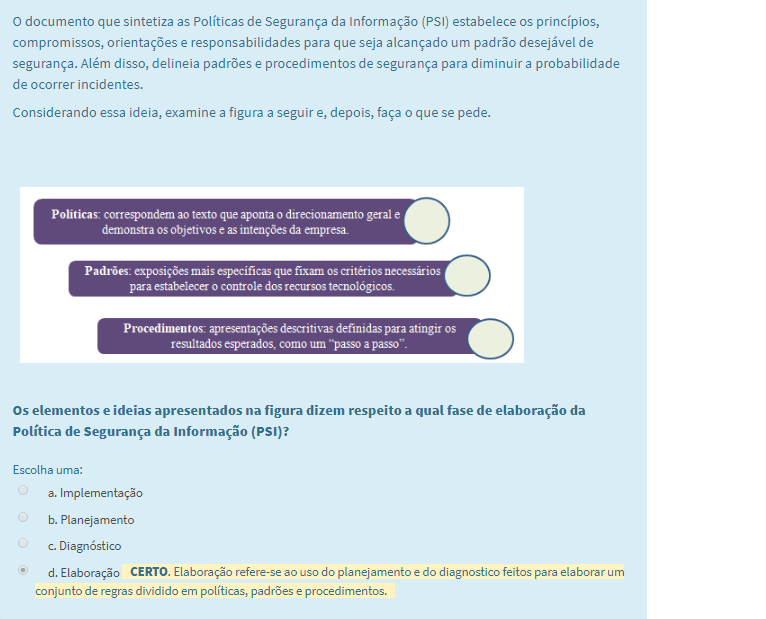 O documento que sintetiza as Políticas de Segurança da Informação (PSI) estabelece os princípios,
compromissos, orientações e responsabilidades para que seja alcançado um padrão desejável de
segurança. Além disso, delineia padrões e procedimentos de segurança para diminuir a probabilidade
de ocorrer incidentes.
Considerando essa ideia, examine a figura a seguir e, depois, faça o que se pede.
Políticas: correspondem ao texto que aponta o direcionamento geral e
demonstra os objetivos e as intenções da empresa.
Padrões: exposições mais específicas que fixam os critérios necessários
para estabelecer o controle dos recursos tecnológicos.
Procedimentos: apresentações descritivas definidas para atingir os
resultados esperados, como um “passo a passo”.
Os elementos e ideias apresentados na figura dizem respeito a qual fase de elaboração da
Política de Segurança da Informação (PSI)?
Escolha uma:
a. Implementação
b. Planejamento
c. Diagnóstico
d. Elaboração CERTO. Elaboração refere-se ao uso do planejamento e do diagnostico feitos para elaborar um
conjunto de regras dividido em políticas, padrões e procedimentos.